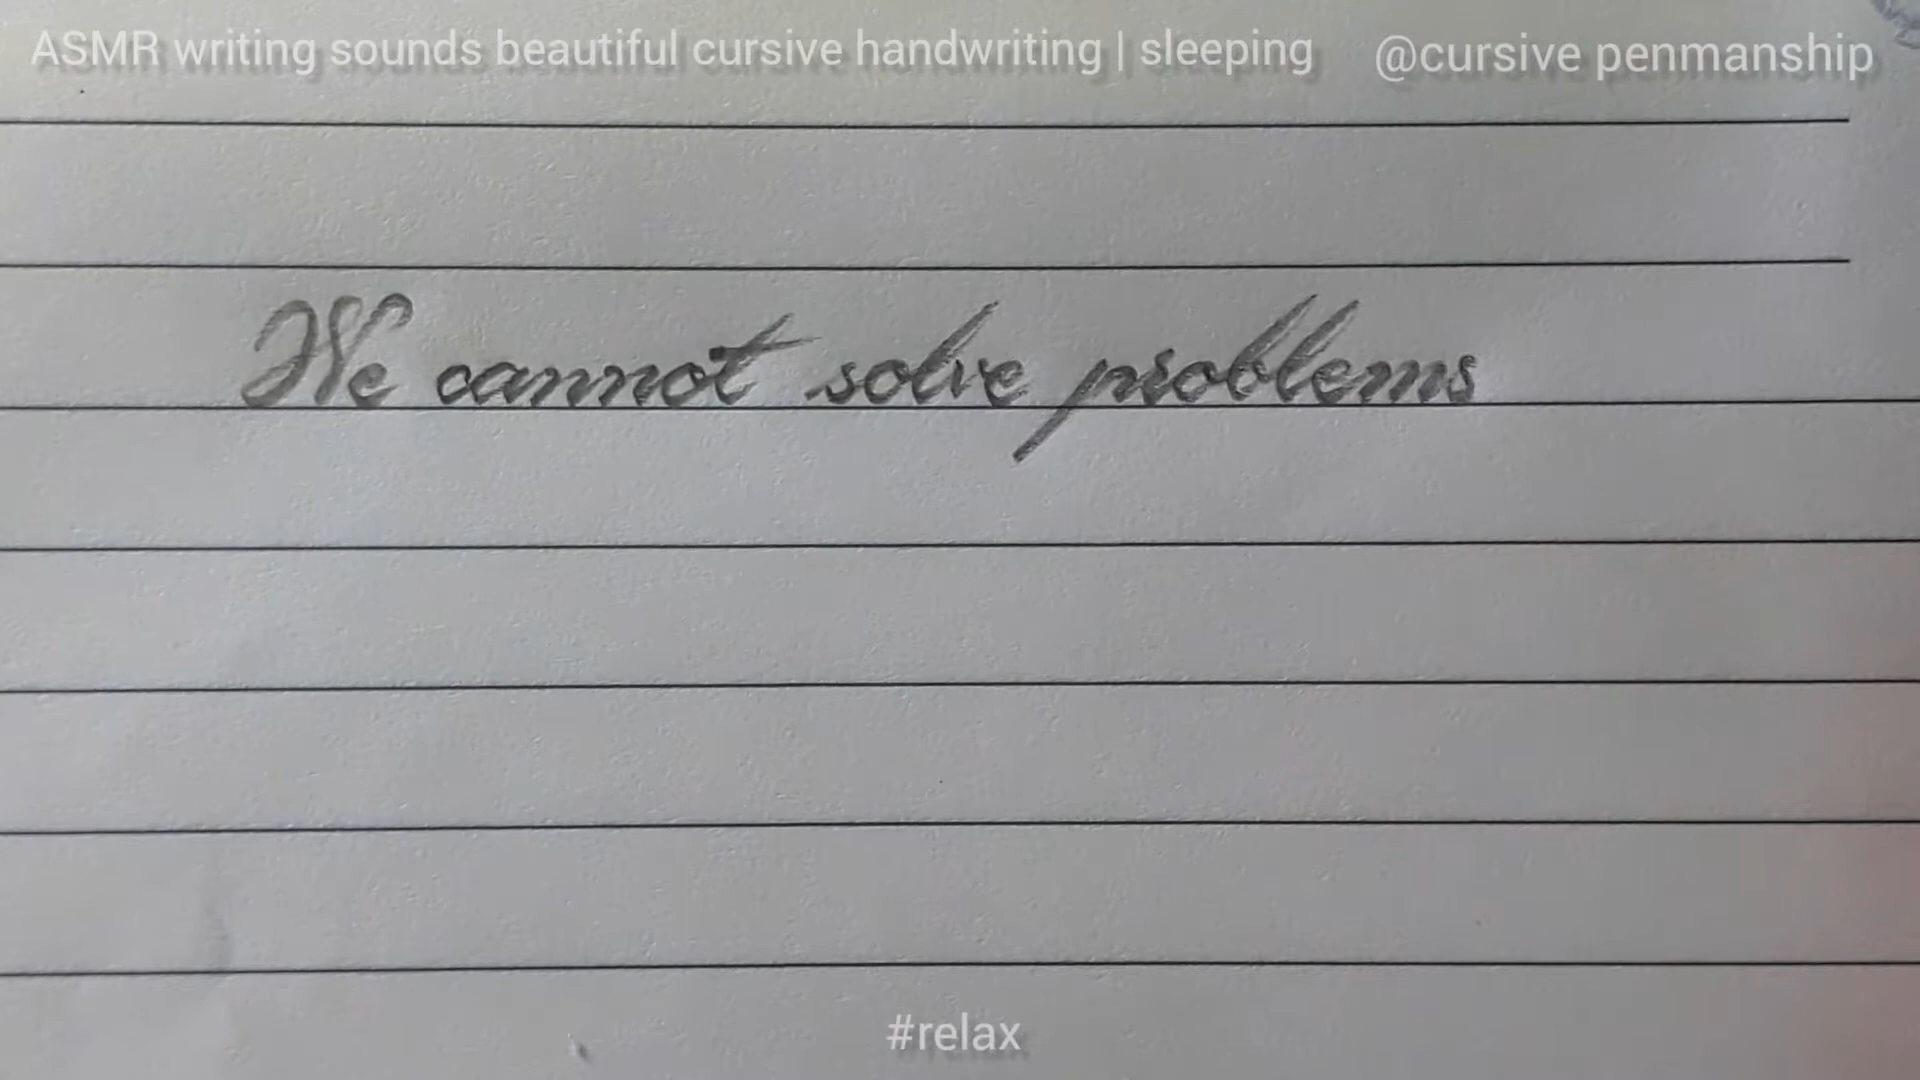 ASMR writing sounds beautiful cursive handwriting | sleeping @cursive penmanship
We cannot solve problems
#relax